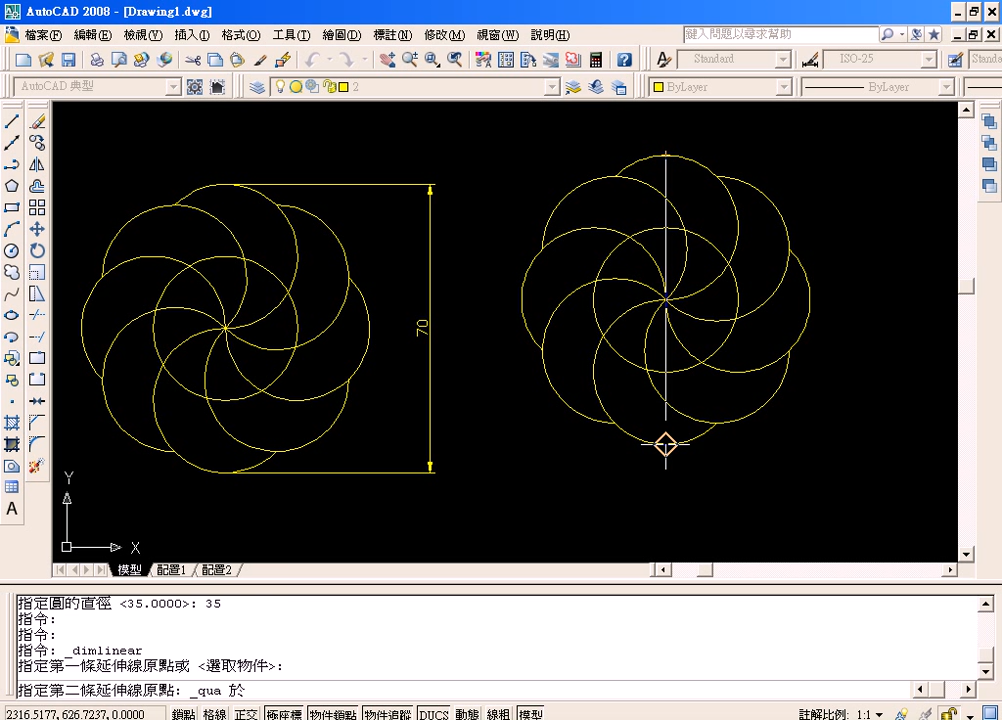 AutoCAD 2008 - [Drawing1.dwg]
檔案(F) 編輯(E) 檢視(V) 插入(I) 格式(O) 工具(T) 繪圖(D) 標註(N) 修改(M) 視窗(W) 說明(H) 鍵入問題以尋求幫助
Standard ISO-25 Standa
AutoCAD 典型 2 ByLayer ByLayer
70
Y
X
A
模型 配置1 配置2
指定圓的直徑 <35.0000>: 35
指令:
指令:
指令: _dimlinear
指定第一條延伸線原點或 <選取物件>:
指定第二條延伸線原點: _qua 於
2316.5177, 626.7237, 0.0000 鎖點 格線 正交 極座標 物件鎖點 物件追蹤 DUCS 動態 線粗 模型 註解比例: 1:1